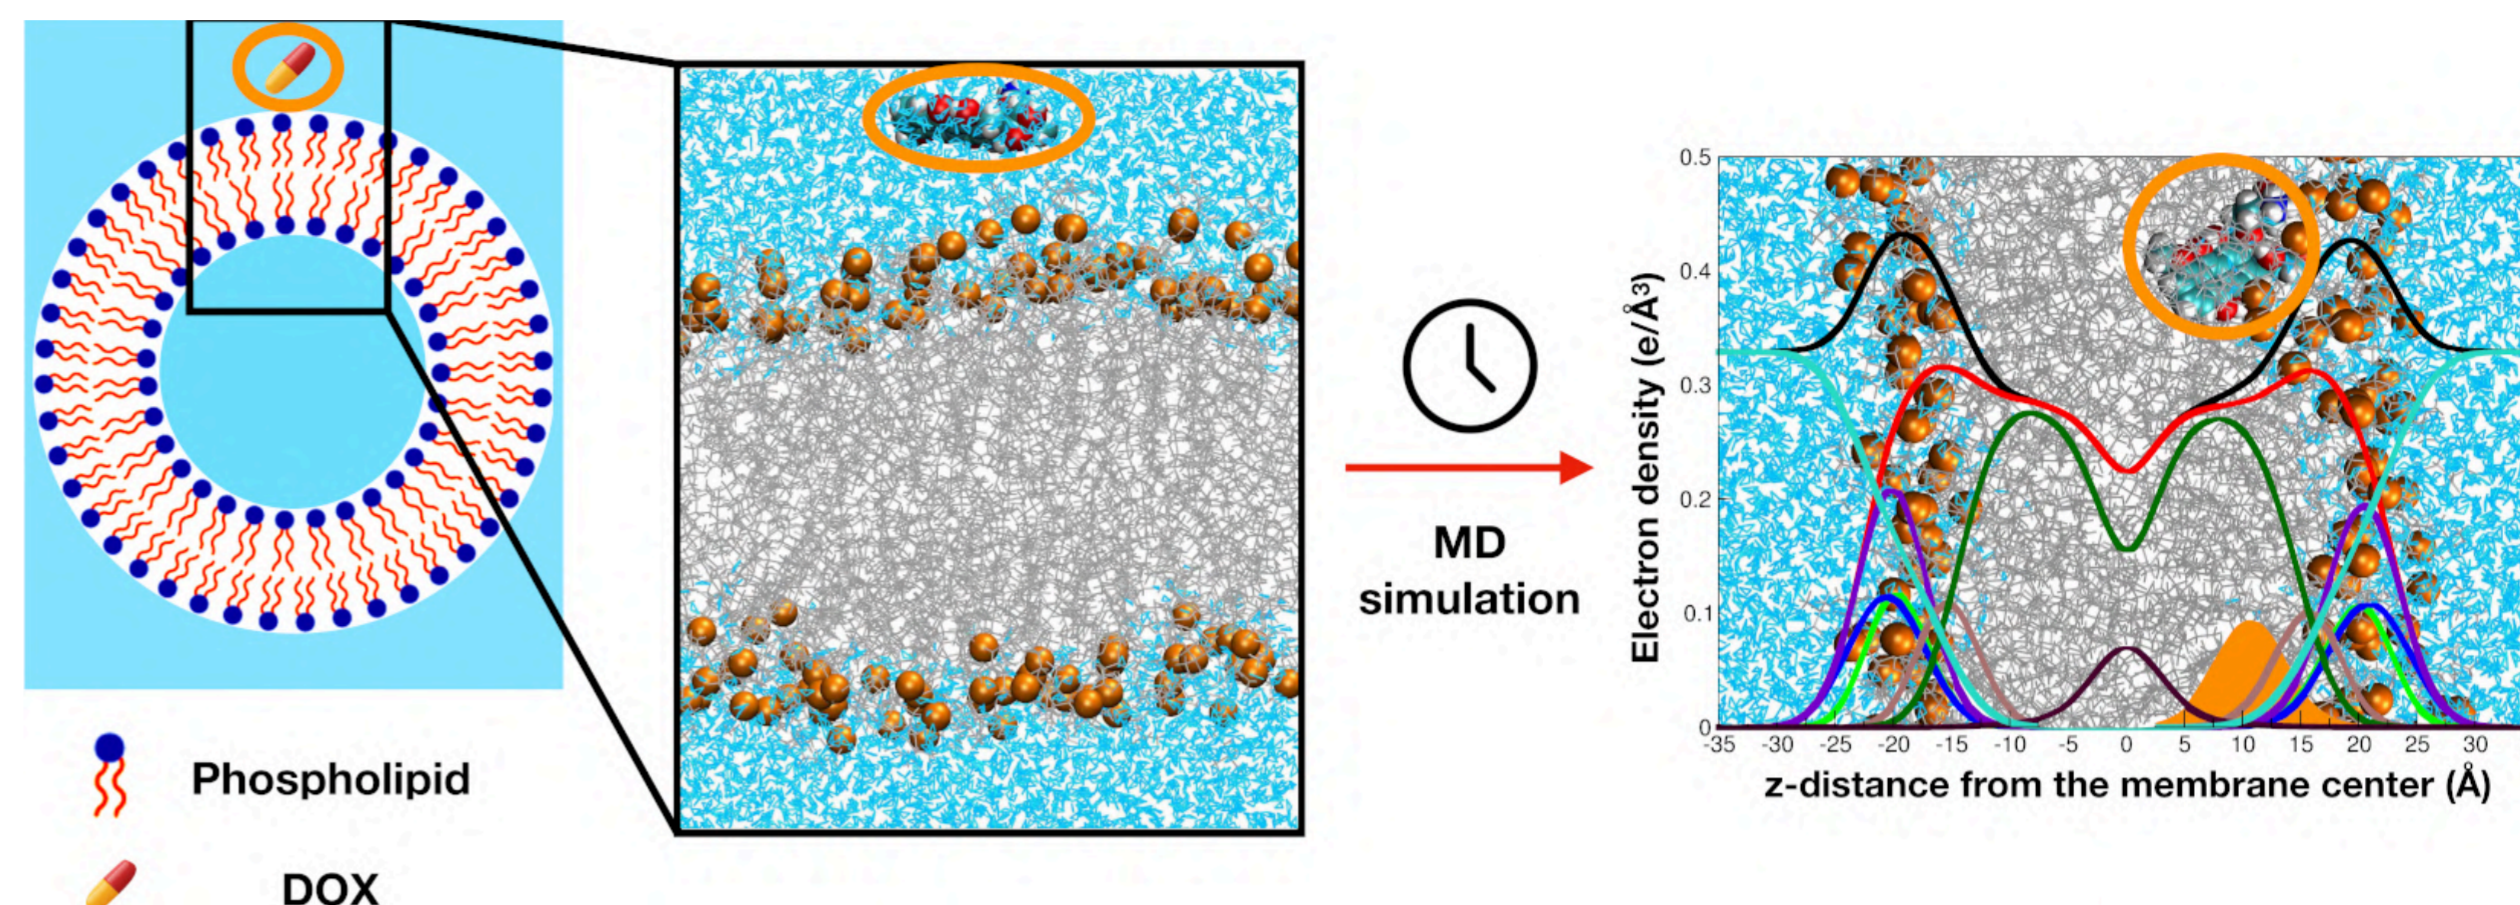 Phospholipid
DOX
MD
simulation
Electron density (e/Å³)
0.5
0.4
0.3
0.2
0.1
0
-35 -30 -25 -20 -15 -10 -5 0 5 10 15 20 25 30
z-distance from the membrane center (Å)